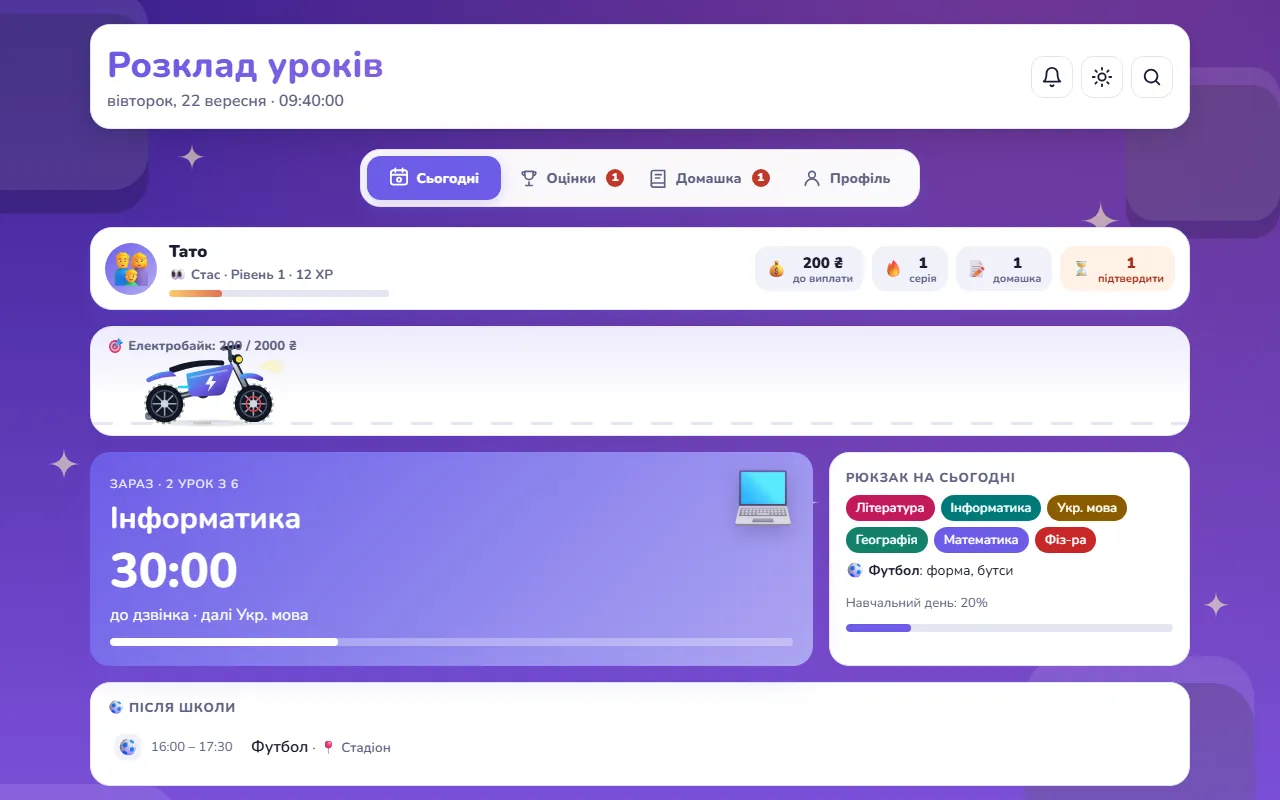 Розклад уроків
вівторок, 22 вересня · 09:40:00
Сьогодні
Оцінки 1
Домашка 1
Профіль
Тато
Стас · Рівень 1 · 12 XP
200 ₴
до виплати
1
серія
1
домашка
1
підтвердити
Електробайк: 200 / 2000 ₴
ЗАРАЗ · 2 УРОК З 6
Інформатика
30:00
до дзвінка · далі Укр. мова
РЮКЗАК НА СЬОГОДНІ
Література Інформатика Укр. мова
Географія Математика Фіз-ра
Футбол: форма, бутси
Навчальний день: 20%
ПІСЛЯ ШКОЛИ
16:00 – 17:30 Футбол · Стадіон